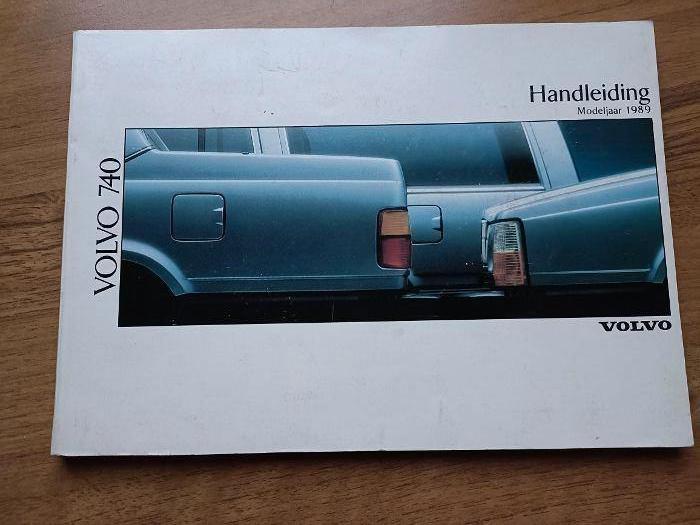 Handleiding
Modeljaar 1989
VOLVO 740
VOLVO